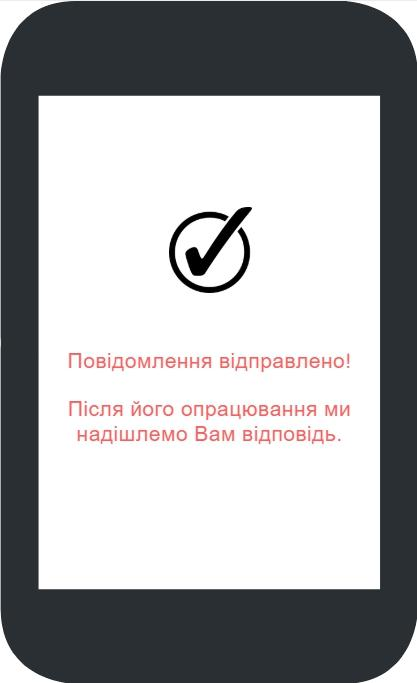 Повідомлення відправлено!
Після його опрацювання ми
надішлемо Вам відповідь.